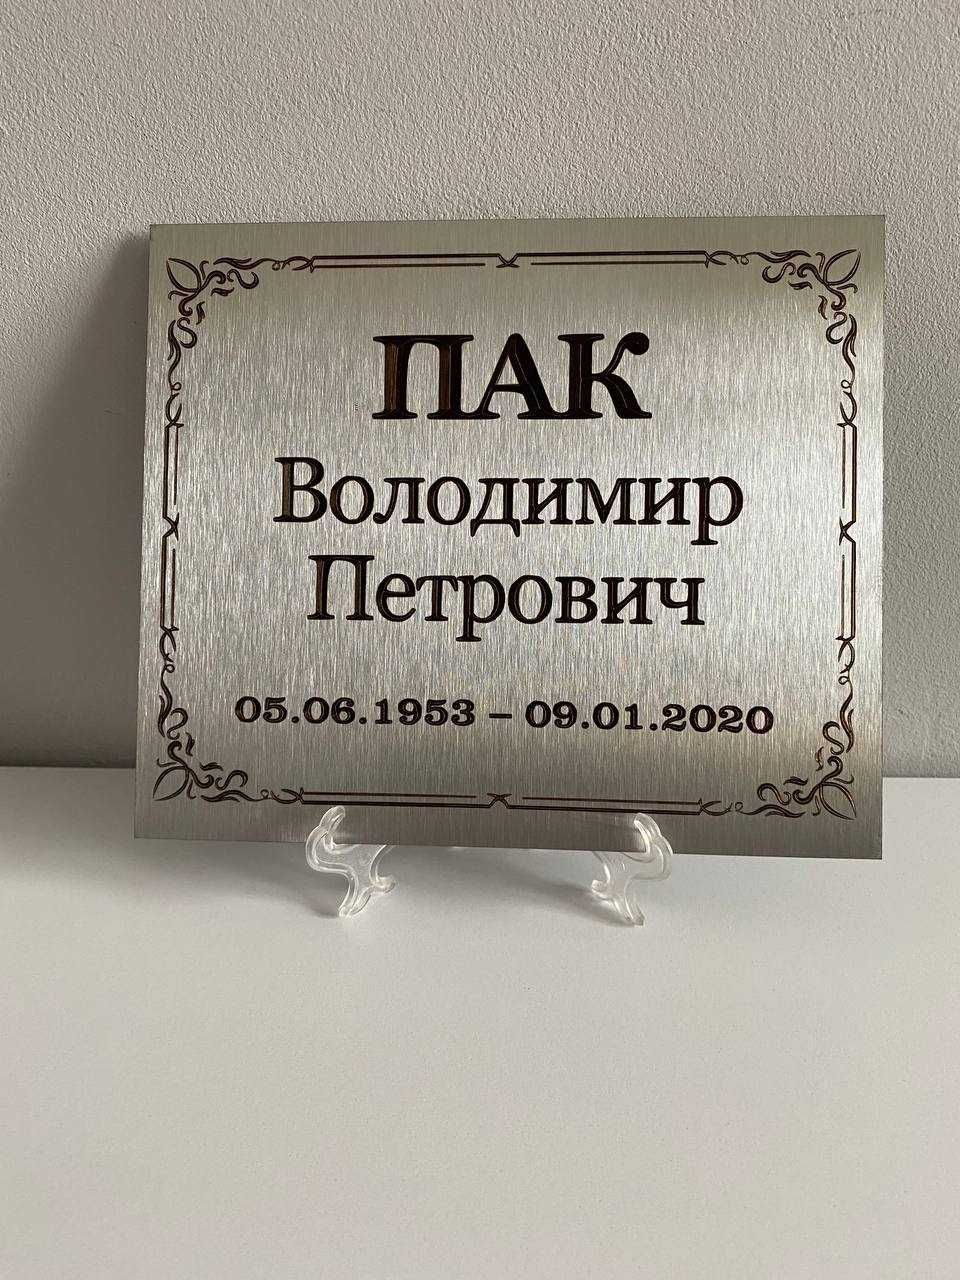 ПАК
Володимир
Петрович
05.06.1953 – 09.01.2020